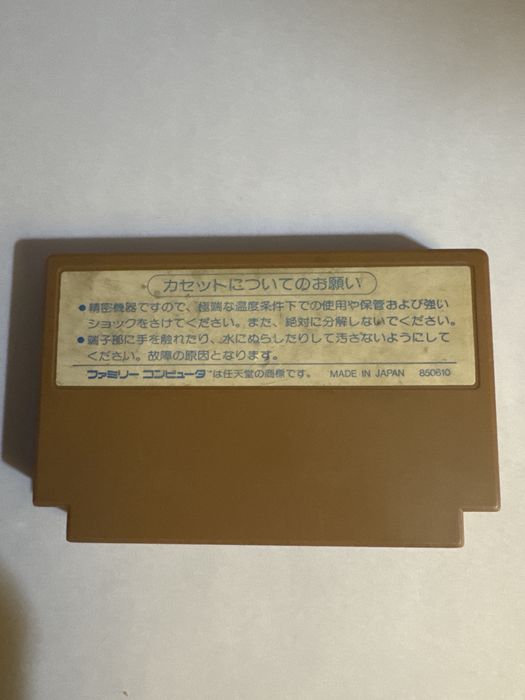 カセットについてのお願い
●精密機器ですので、極端な温度条件下での使用や保管および強い
ショックをさけてください。また、絶対に分解しないでください。
●端子部に手を触れたり、水にぬらしたりして汚さないようにして
ください。故障の原因となります。
ファミリーコンピュータ™は任天堂の商標です。 MADE IN JAPAN 850610